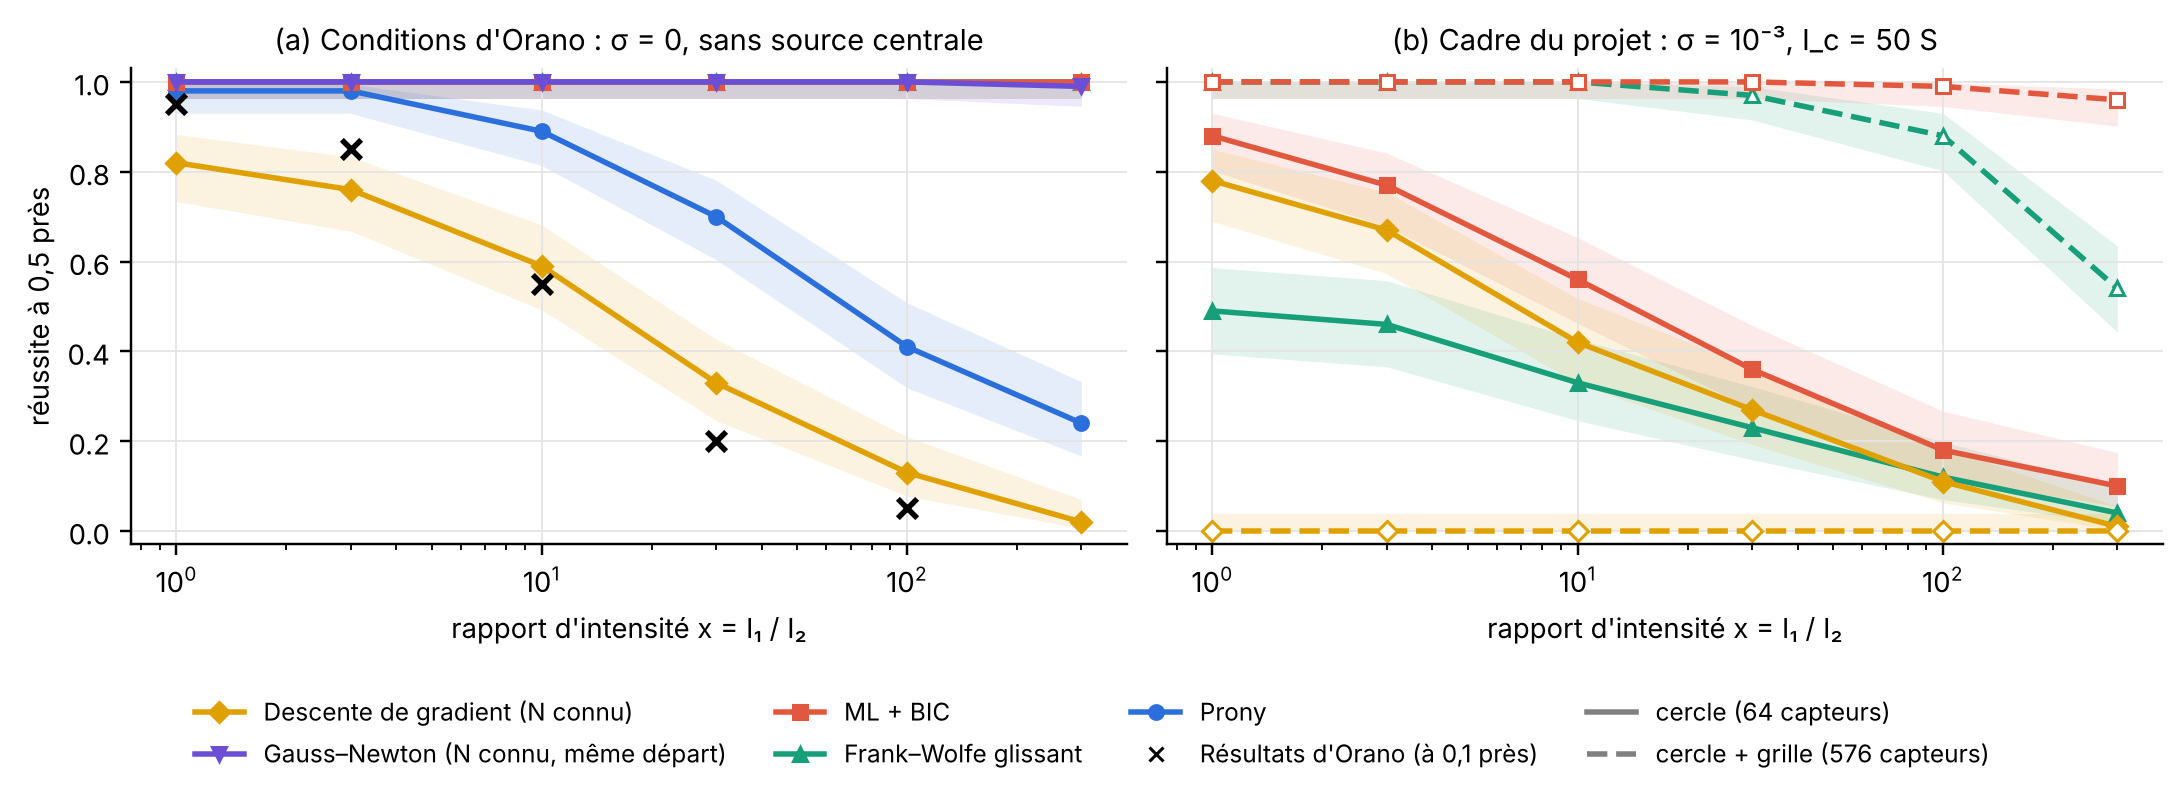 (a) Conditions d'Orano : σ = 0, sans source centrale
(b) Cadre du projet : σ = 10⁻³, I_c = 50 S
réussite à 0,5 près
1.0
0.8
0.6
0.4
0.2
0.0
10⁰
10¹
10²
10⁰
10¹
10²
rapport d'intensité x = I₁ / I₂
rapport d'intensité x = I₁ / I₂
Descente de gradient (N connu)
Gauss–Newton (N connu, même départ)
ML + BIC
Frank–Wolfe glissant
Prony
Résultats d'Orano (à 0,1 près)
cercle (64 capteurs)
cercle + grille (576 capteurs)